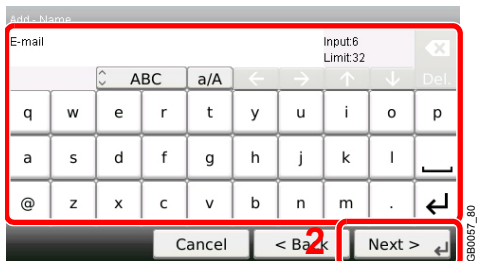 Add - Name
E-mail Input:6
Limit:32
ABC a/A ← → ↑ ↓ Del.
q w e r t y u i o p
a s d f g h j k l
@ z x c v b n m .
Cancel < Back 2 Next >
GB0057_80